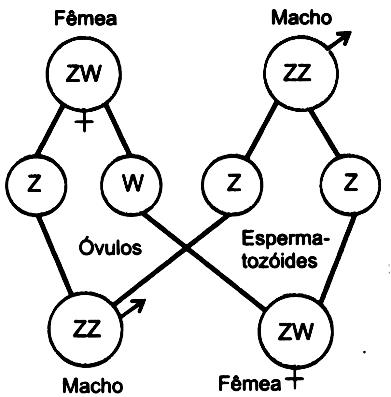 Fêmea Macho
ZW ZZ
Z W Z Z
Óvulos Esperma-
tozóides
ZZ ZW
Macho Fêmea